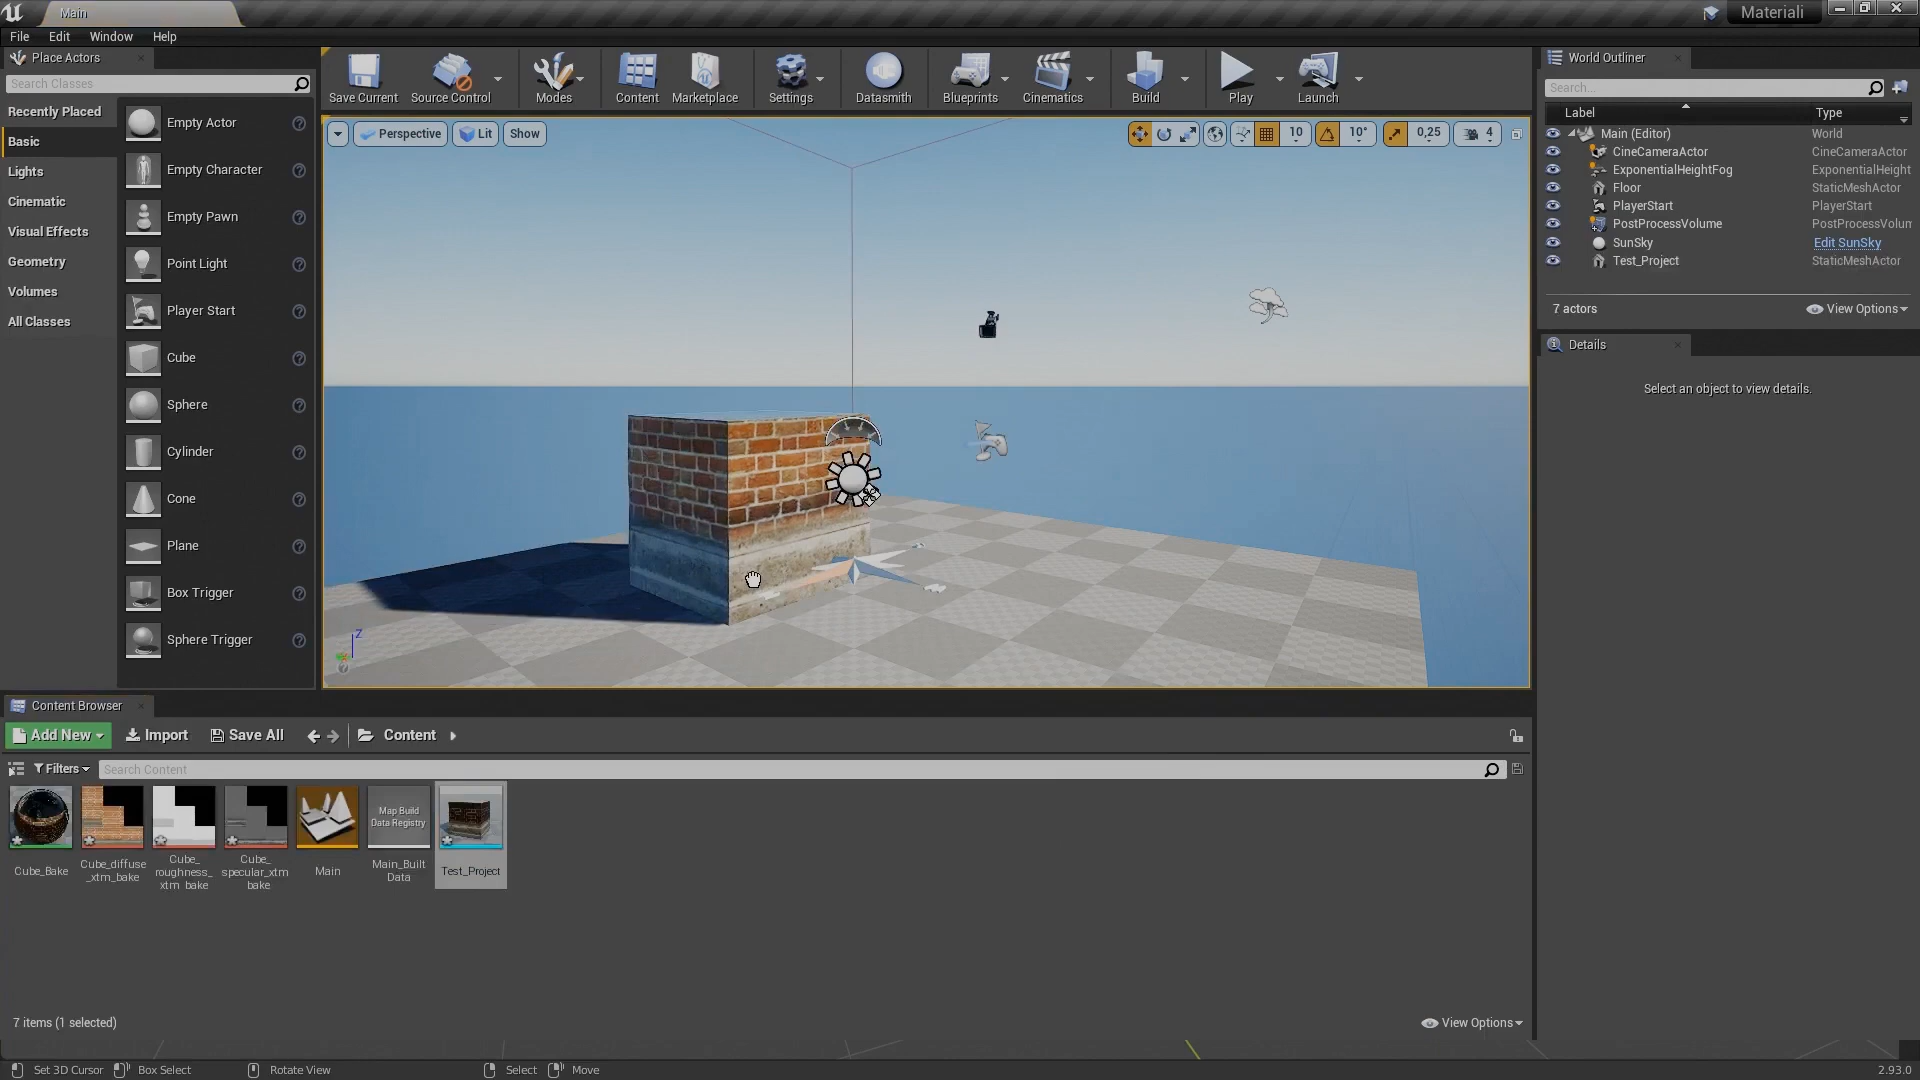 Main
Materiali
File Edit Window Help
Place Actors
Search Classes
Recently Placed
Basic
Lights
Cinematic
Visual Effects
Geometry
Volumes
All Classes
Empty Actor
Empty Character
Empty Pawn
Point Light
Player Start
Cube
Sphere
Cylinder
Cone
Plane
Box Trigger
Sphere Trigger
Save Current Source Control Modes Content Marketplace Settings Datasmith Blueprints Cinematics Build Play Launch
Perspective Lit Show
10 10° 0,25 4
Z
World Outliner
Search...
Label Type
Main (Editor) World
CineCameraActor CineCameraActor
ExponentialHeightFog ExponentialHeight
Floor StaticMeshActor
PlayerStart PlayerStart
PostProcessVolume PostProcessVolum
SunSky Edit SunSky
Test_Project StaticMeshActor
7 actors View Options
Details
Select an object to view details.
Content Browser
Add New Import Save All Content
Filters Search Content
Cube_Bake
Cube_diffuse
_xtm_bake
Cube_
roughness_
xtm_bake
Cube_
specular_xtm
bake
Main
Map Build
Data Registry
Main_Built
Data
Test_Project
7 items (1 selected) View Options
Set 3D Cursor Box Select Rotate View Select Move 2.93.0